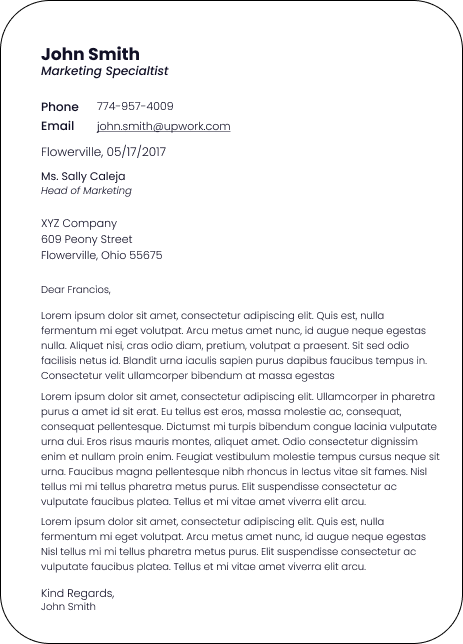 John Smith
Marketing Specialtist
Phone 774-957-4009
Email john.smith@upwork.com
Flowerville, 05/17/2017
Ms. Sally Caleja
Head of Marketing
XYZ Company
609 Peony Street
Flowerville, Ohio 55675
Dear Francios,
Lorem ipsum dolor sit amet, consectetur adipiscing elit. Quis est, nulla
fermentum mi eget volutpat. Arcu metus amet nunc, id augue neque egestas
nulla. Aliquet nisi, cras odio diam, pretium, volutpat a praesent. Sit sed odio
facilisis netus id. Blandit urna iaculis sapien purus dapibus faucibus tempus in.
Consectetur velit ullamcorper bibendum at massa egestas
Lorem ipsum dolor sit amet, consectetur adipiscing elit. Ullamcorper in pharetra
purus a amet id sit erat. Eu tellus est eros, massa molestie ac, consequat,
consequat pellentesque. Dictumst mi turpis bibendum congue lacinia vulputate
urna dui. Eros risus mauris montes, aliquet amet. Odio consectetur dignissim
enim et nullam proin enim. Feugiat vestibulum molestie tempus cursus neque sit
urna. Faucibus magna pellentesque nibh rhoncus in lectus vitae sit fames. Nisl
tellus mi mi tellus pharetra metus purus. Elit suspendisse consectetur ac
vulputate faucibus platea. Tellus et mi vitae amet viverra elit arcu.
Lorem ipsum dolor sit amet, consectetur adipiscing elit. Quis est, nulla
fermentum mi eget volutpat. Arcu metus amet nunc, id augue neque egestas
Nisl tellus mi mi tellus pharetra metus purus. Elit suspendisse consectetur ac
vulputate faucibus platea. Tellus et mi vitae amet viverra elit arcu.
Kind Regards,
John Smith